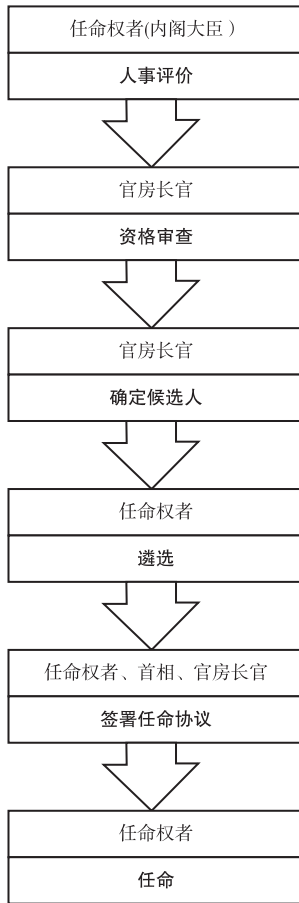 任命权者(内阁大臣)
人事评价
官房长官
资格审查
官房长官
确定候选人
任命权者
遴选
任命权者、首相、官房长官
签署任命协议
任命权者
任命